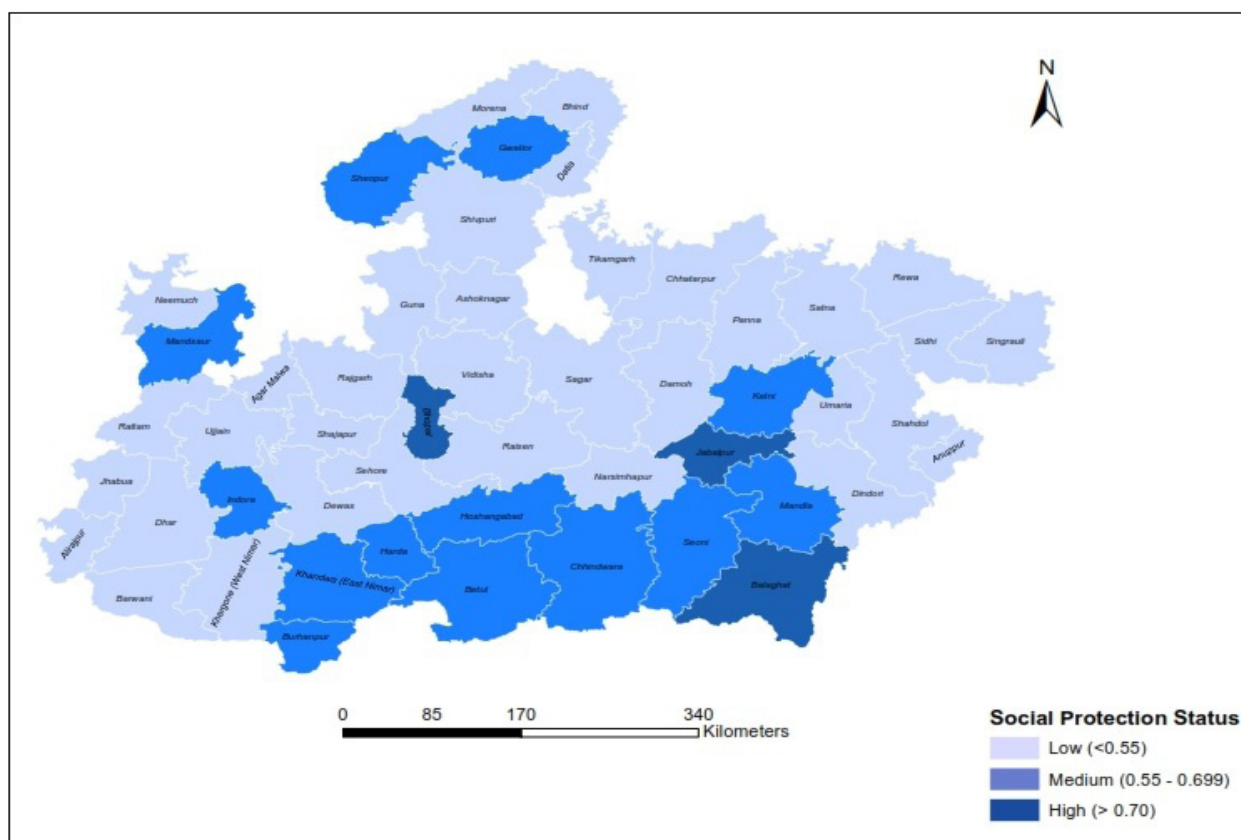 N
Morena
Bhind
Gwalior
Sheopur
Datia
Shivpuri
Tikamgarh
Chhatarpur
Rewa
Neemuch
Guna
Ashoknagar
Panna
Satna
Sidhi
Singrauli
Mandsaur
Agar Malwa
Rajgarh
Vidisha
Sagar
Damoh
Katni
Umaria
Bhopal
Ratlam
Ujjain
Shajapur
Raisen
Jabalpur
Shahdol
Anuppur
Sehore
Narsimhapur
Jhabua
Indore
Dewas
Dindori
Mandla
Dhar
Hoshangabad
Alirajpur
Harda
Seoni
Chhindwara
Khargone (West Nimar)
Khandwa (East Nimar)
Betul
Balaghat
Barwani
Burhanpur
0 85 170 340
Kilometers
Social Protection Status
Low (<0.55)
Medium (0.55 - 0.699)
High (> 0.70)